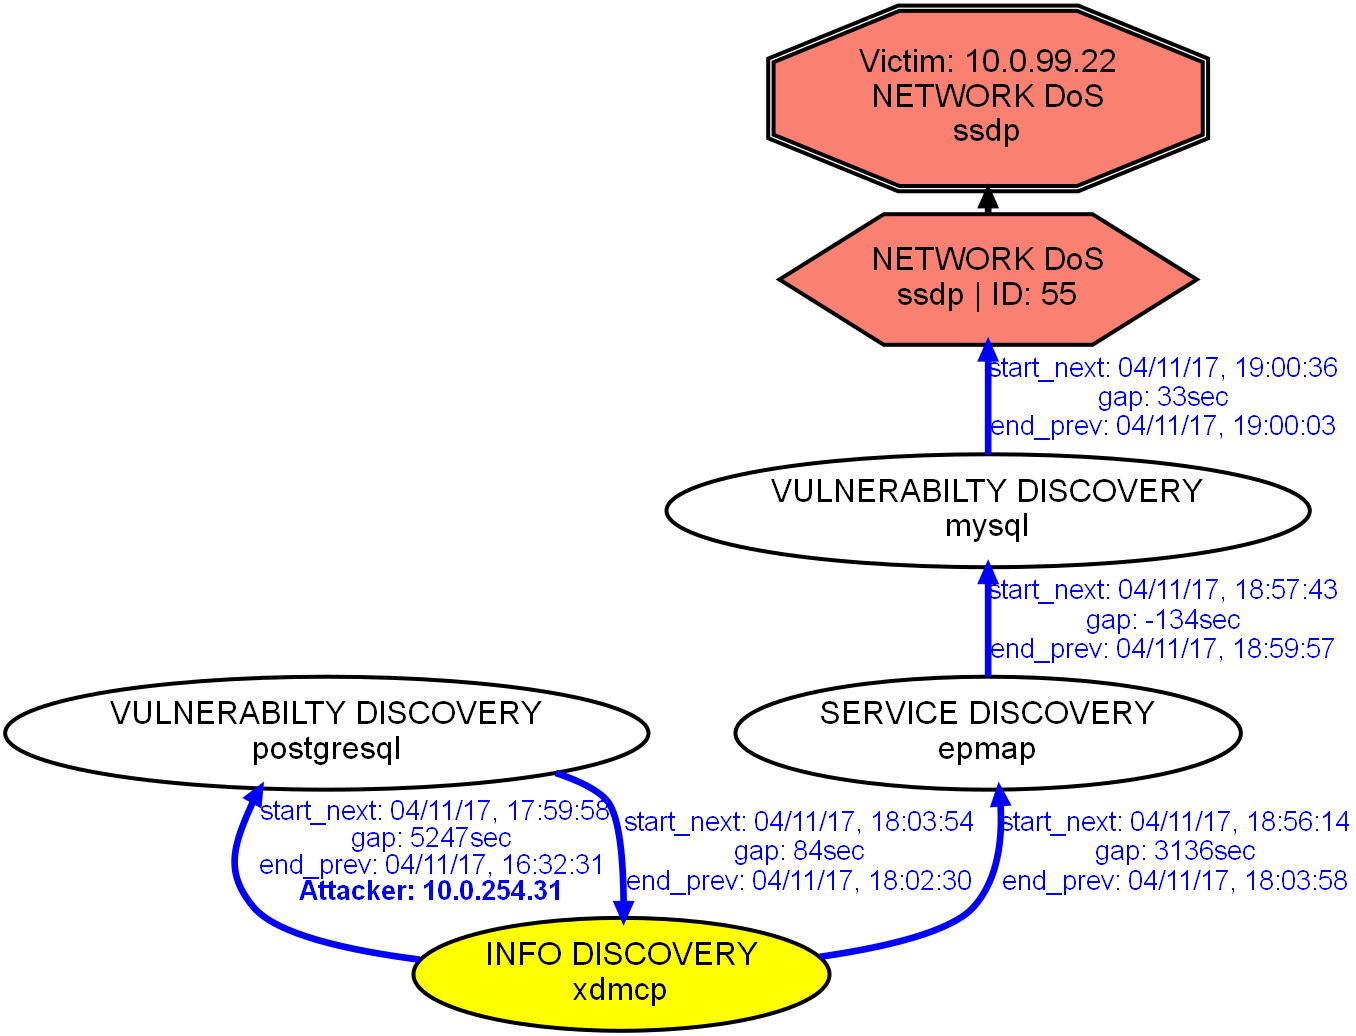 Victim: 10.0.99.22
NETWORK DoS
ssdp
NETWORK DoS
ssdp | ID: 55
start_next: 04/11/17, 19:00:36
gap: 33sec
end_prev: 04/11/17, 19:00:03
VULNERABILTY DISCOVERY
mysql
start_next: 04/11/17, 18:57:43
gap: -134sec
end_prev: 04/11/17, 18:59:57
VULNERABILTY DISCOVERY
postgresql
SERVICE DISCOVERY
epmap
start_next: 04/11/17, 17:59:58
gap: 5247sec
end_prev: 04/11/17, 16:32:31
Attacker: 10.0.254.31
start_next: 04/11/17, 18:03:54
gap: 84sec
end_prev: 04/11/17, 18:02:30
start_next: 04/11/17, 18:56:14
gap: 3136sec
end_prev: 04/11/17, 18:03:58
INFO DISCOVERY
xdmcp